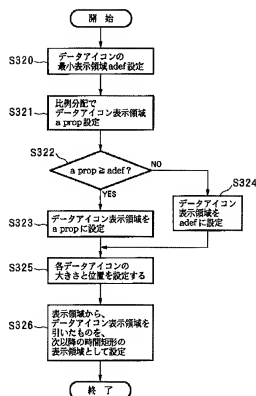 開 始
S320
データアイコンの
最小表示領域adef設定
S321
比例分配で
データアイコン表示領域
a prop設定
S322
a prop ≧ adef ?
NO
YES
S324
データアイコン
表示領域を
adefに設定
S323
データアイコン表示領域を
a propに設定
S325
各データアイコンの
大きさと位置を設定する
S326
表示領域から、
データアイコン表示領域を
引いたものを、
次以降の時間矩形の
表示領域として設定
終 了